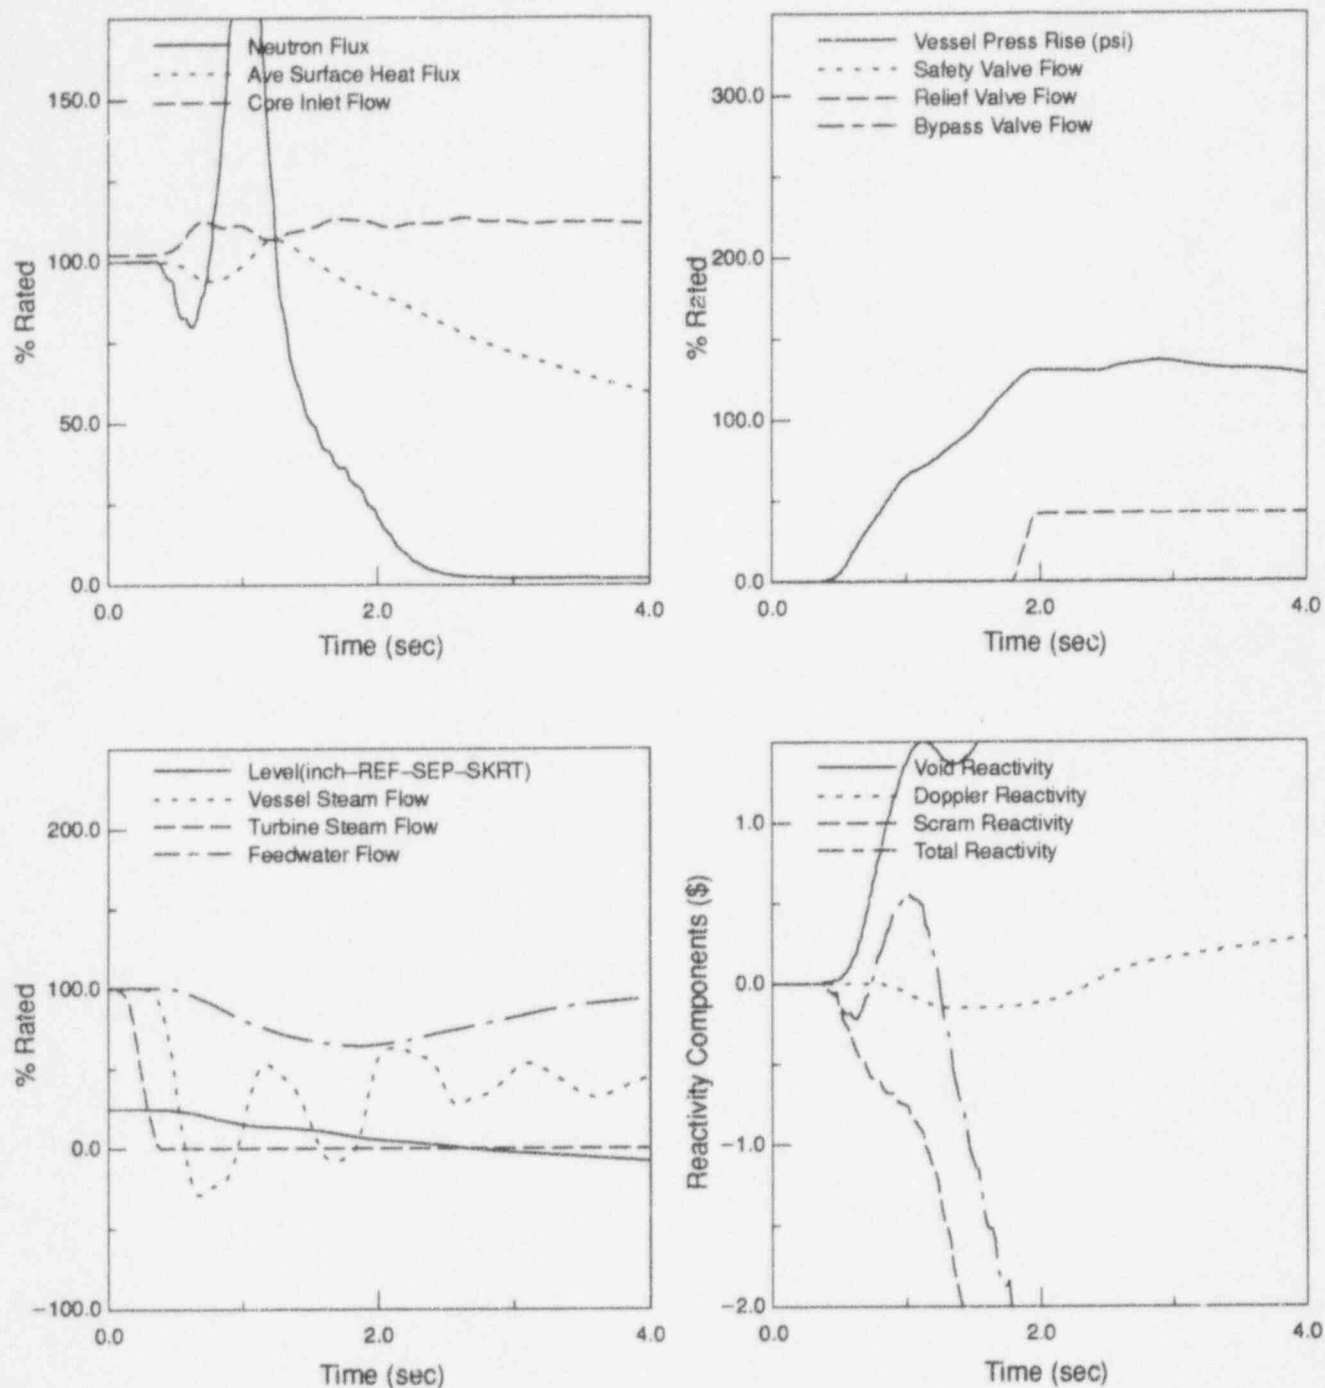 Neutron Flux
Ave Surface Heat Flux
Core Inlet Flow
150.0
100.0
50.0
0.0
% Rated
0.0
2.0
4.0
Time (sec)
Vessel Press Rise (psi)
Safety Valve Flow
Relief Valve Flow
Bypass Valve Flow
300.0
200.0
100.0
0.0
% Rated
0.0
2.0
4.0
Time (sec)
Level(inch-REF-SEP-SKRT)
Vessel Steam Flow
Turbine Steam Flow
Feedwater Flow
200.0
100.0
0.0
-100.0
% Rated
0.0
2.0
4.0
Time (sec)
Void Reactivity
Doppler Reactivity
Scram Reactivity
Total Reactivity
1.0
0.0
-1.0
-2.0
Reactivity Components ($)
0.0
2.0
4.0
Time (sec)